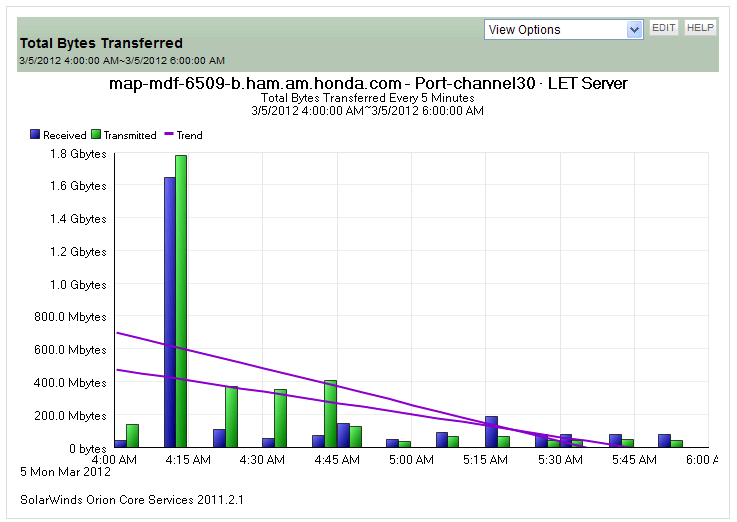 View Options EDIT HELP
Total Bytes Transferred
3/5/2012 4:00:00 AM~3/5/2012 6:00:00 AM
map-mdf-6509-b.ham.am.honda.com - Port-channel30 · LET Server
Total Bytes Transferred Every 5 Minutes
3/5/2012 4:00:00 AM~3/5/2012 6:00:00 AM
Received Transmitted Trend
1.8 Gbytes
1.6 Gbytes
1.4 Gbytes
1.2 Gbytes
1.0 Gbytes
800.0 Mbytes
600.0 Mbytes
400.0 Mbytes
200.0 Mbytes
0 bytes
4:00 AM 4:15 AM 4:30 AM 4:45 AM 5:00 AM 5:15 AM 5:30 AM 5:45 AM 6:00 A
5 Mon Mar 2012
SolarWinds Orion Core Services 2011.2.1